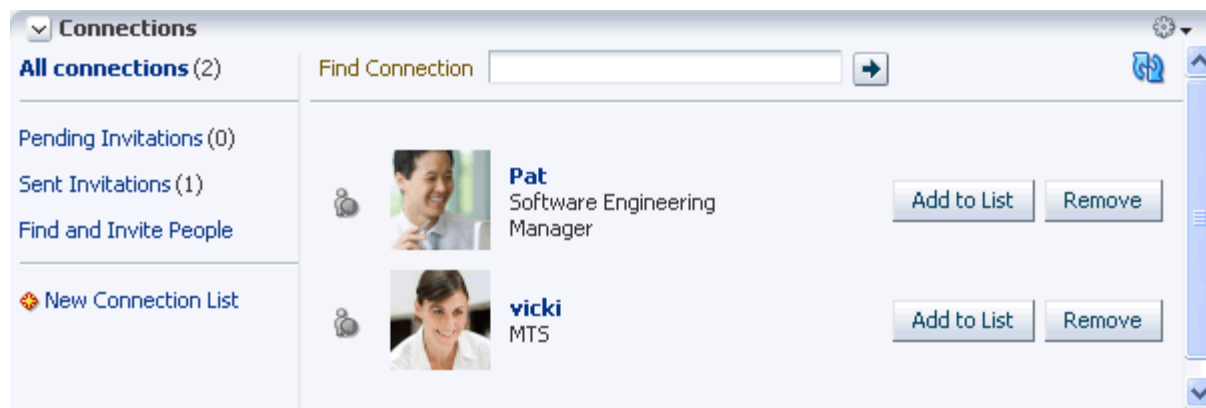 Connections
All connections (2)
Find Connection
Pending Invitations (0)
Sent Invitations (1)
Find and Invite People
New Connection List
Pat
Software Engineering
Manager
Add to List
Remove
vicki
MTS
Add to List
Remove